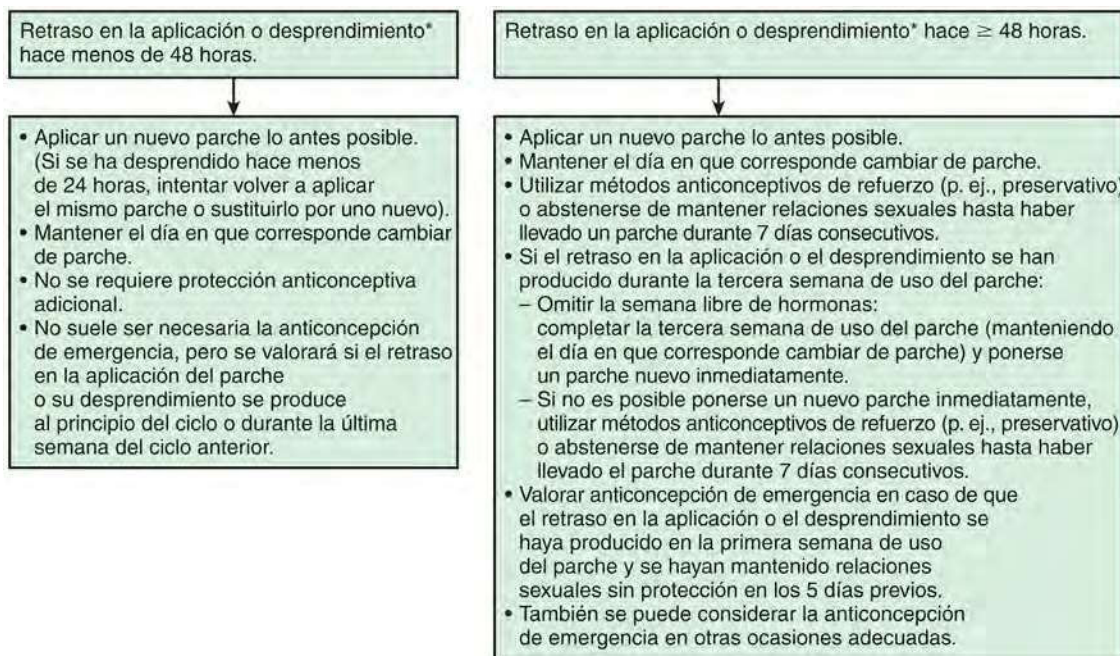 Retraso en la aplicación o desprendimiento*
hace menos de 48 horas.
• Aplicar un nuevo parche lo antes posible.
(Si se ha desprendido hace menos
de 24 horas, intentar volver a aplicar
el mismo parche o sustituirlo por uno nuevo).
• Mantener el día en que corresponde cambiar
de parche.
• No se requiere protección anticonceptiva
adicional.
• No suele ser necesaria la anticoncepción
de emergencia, pero se valorará si el retraso
en la aplicación del parche
o su desprendimiento se produce
al principio del ciclo o durante la última
semana del ciclo anterior.
Retraso en la aplicación o desprendimiento* hace ≥ 48 horas.
• Aplicar un nuevo parche lo antes posible.
• Mantener el día en que corresponde cambiar de parche.
• Utilizar métodos anticonceptivos de refuerzo (p. ej., preservativo)
o abstenerse de mantener relaciones sexuales hasta haber
llevado un parche durante 7 días consecutivos.
• Si el retraso en la aplicación o el desprendimiento se han
producido durante la tercera semana de uso del parche:
– Omitir la semana libre de hormonas:
completar la tercera semana de uso del parche (manteniendo
el día en que corresponde cambiar de parche) y ponerse
un parche nuevo inmediatamente.
– Si no es posible ponerse un nuevo parche inmediatamente,
utilizar métodos anticonceptivos de refuerzo (p. ej., preservativo)
o abstenerse de mantener relaciones sexuales hasta haber
llevado el parche durante 7 días consecutivos.
• Valorar anticoncepción de emergencia en caso de que
el retraso en la aplicación o el desprendimiento se
haya producido en la primera semana de uso
del parche y se hayan mantenido relaciones
sexuales sin protección en los 5 días previos.
• También se puede considerar la anticoncepción
de emergencia en otras ocasiones adecuadas.